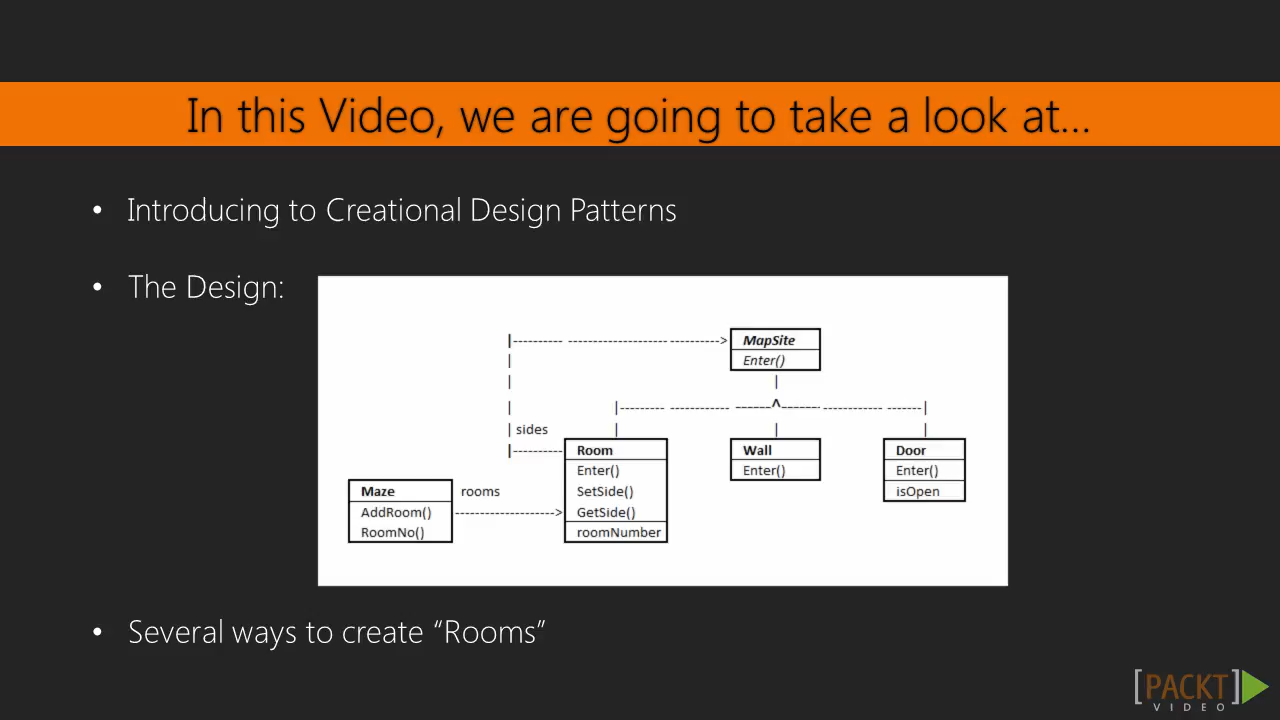 In this Video, we are going to take a look at...
• Introducing to Creational Design Patterns
• The Design:
MapSite
Enter()
sides
Room
Enter()
SetSide()
GetSide()
roomNumber
Wall
Enter()
Door
Enter()
isOpen
Maze
AddRoom()
RoomNo()
rooms
• Several ways to create “Rooms”
[PACKT]
VIDEO